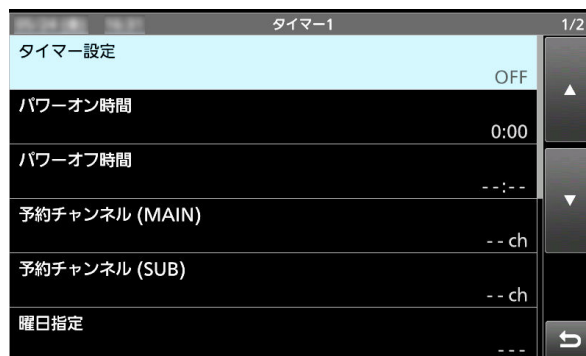 タイマー1
1/2
タイマー設定
OFF
パワーオン時間
0:00
パワーオフ時間
--:--
予約チャンネル (MAIN)
-- ch
予約チャンネル (SUB)
-- ch
曜日指定
---